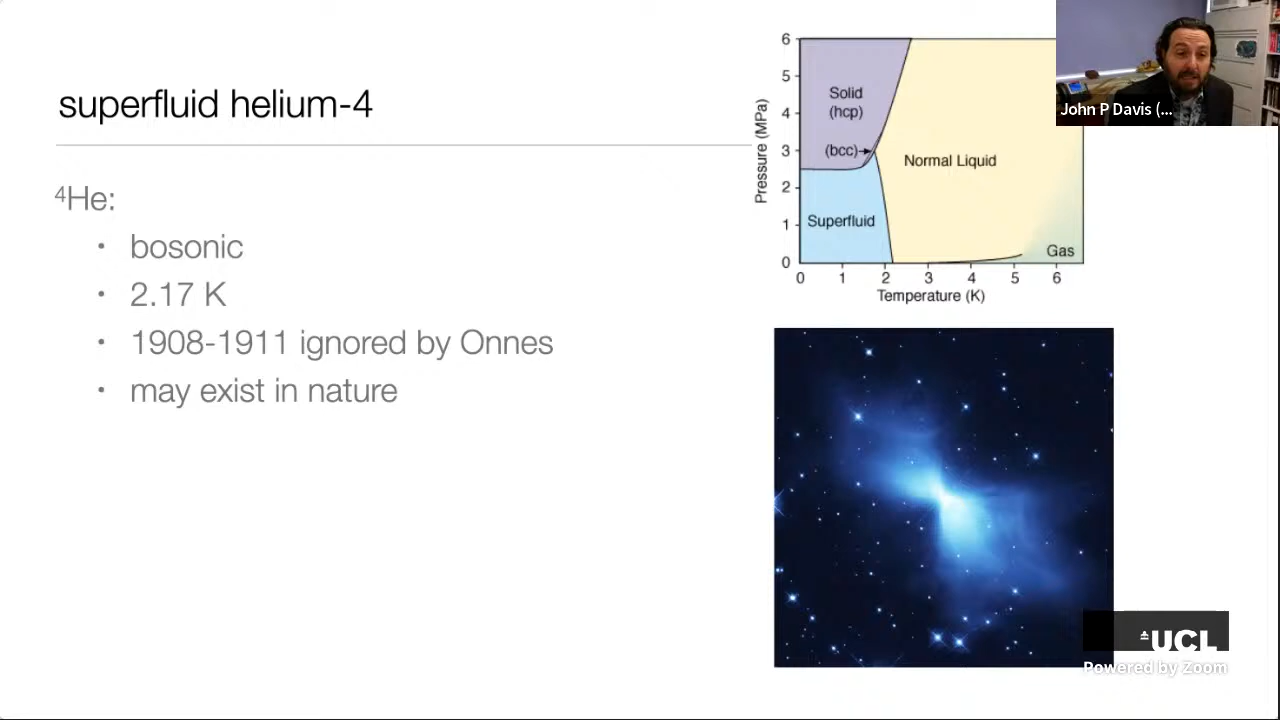 superfluid helium-4
⁴He:
• bosonic
• 2.17 K
• 1908-1911 ignored by Onnes
• may exist in nature
6
5
4
3
2
1
0
Pressure (MPa)
Solid
(hcp)
(bcc)
Normal Liquid
Superfluid
Gas
0 1 2 3 4 5 6
Temperature (K)
John P Davis (...
UCL
Powered by Zoom